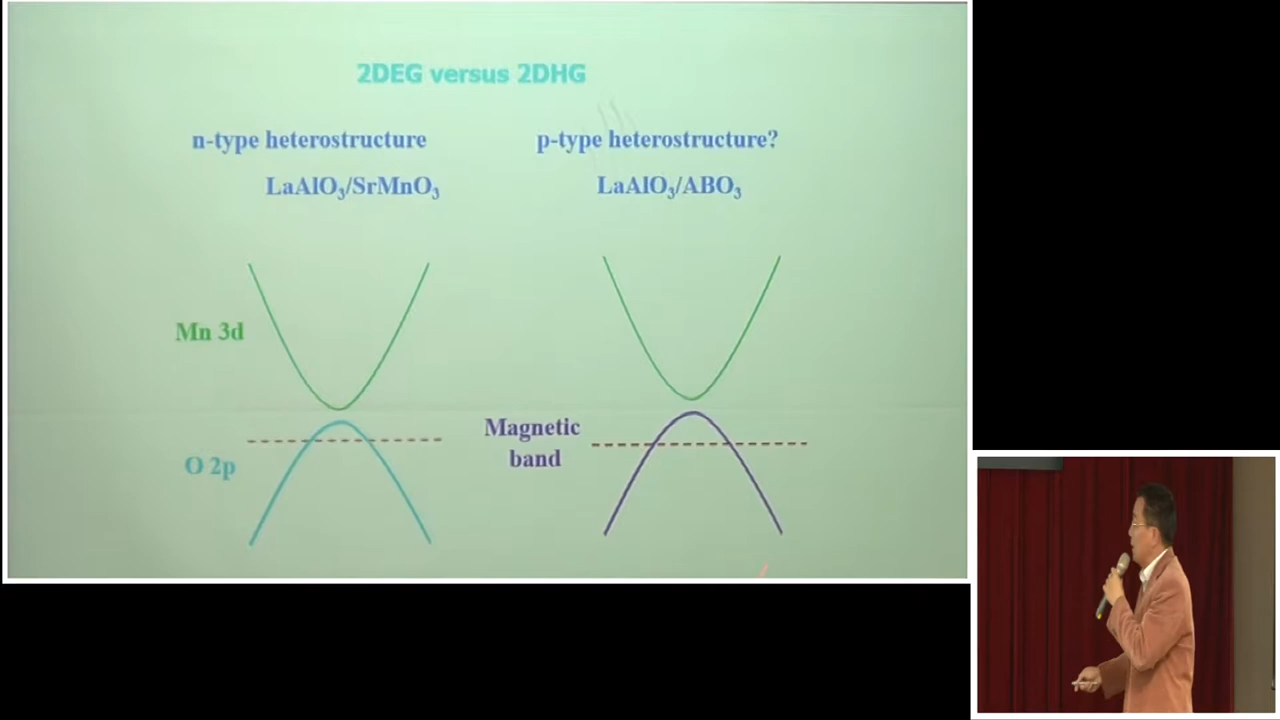 2DEG versus 2DHG
n-type heterostructure
LaAlO₃/SrMnO₃
p-type heterostructure?
LaAlO₃/ABO₃
Mn 3d
O 2p
Magnetic
band